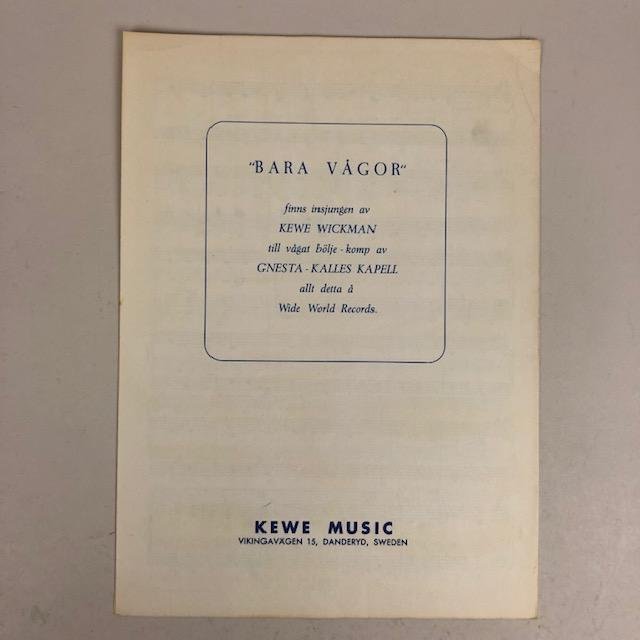 "BARA VÅGOR"
finns insjungen av
KEWE WICKMAN
till vågat bölje-komp av
GNESTA-KALLES KAPELL
allt detta å
Wide World Records.
KEWE MUSIC
VIKINGAVÄGEN 15, DANDERYD, SWEDEN